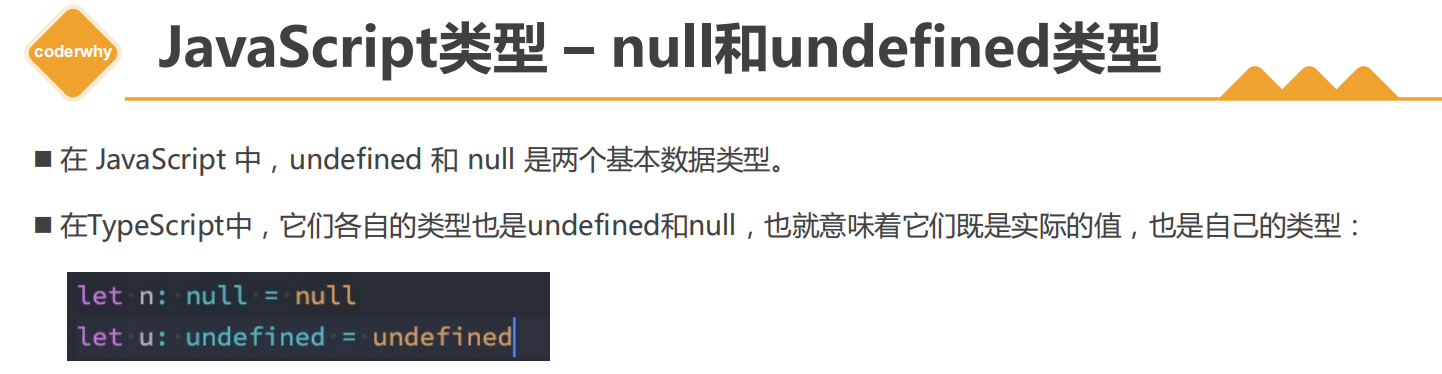 coderwhy
JavaScript类型 – null和undefined类型
■ 在 JavaScript 中，undefined 和 null 是两个基本数据类型。
■ 在TypeScript中，它们各自的类型也是undefined和null，也就意味着它们既是实际的值，也是自己的类型：
let n: null = null
let u: undefined = undefined